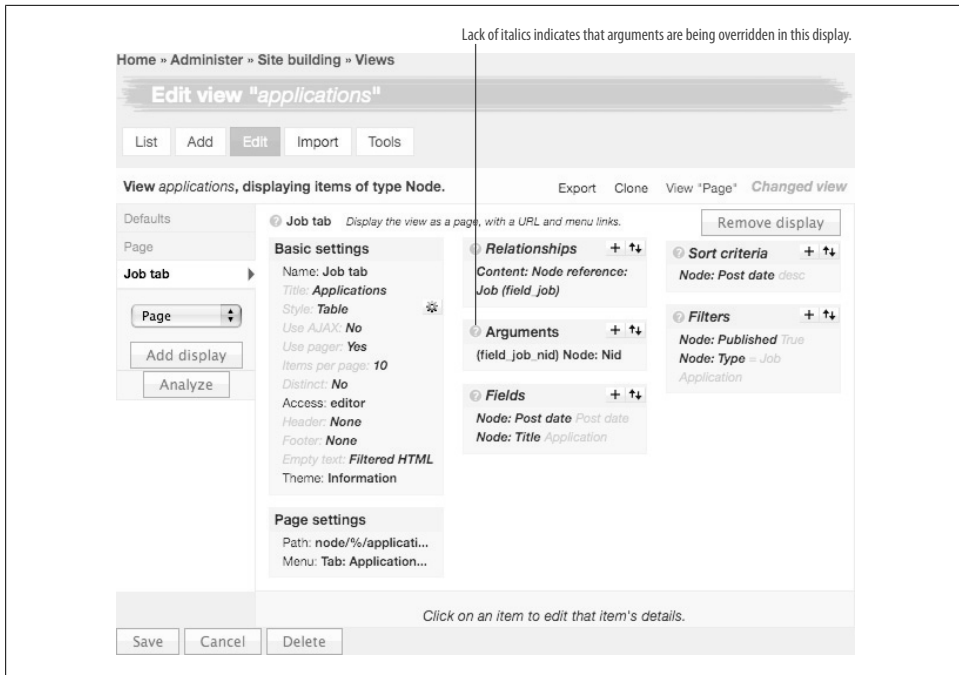 Lack of italics indicates that arguments are being overridden in this display.
Home » Administer » Site building » Views
Edit view "applications"
List Add Edit Import Tools
View applications, displaying items of type Node.
Export Clone View "Page" Changed view
Defaults
Page
Job tab
Page
Add display
Analyze
Job tab Display the view as a page, with a URL and menu links.
Remove display
Basic settings
Name: Job tab
Title: Applications
Style: Table
Use AJAX: No
Use pager: Yes
Items per page: 10
Distinct: No
Access: editor
Header: None
Footer: None
Empty text: Filtered HTML
Theme: Information
Page settings
Path: node/%/applicati...
Menu: Tab: Application...
Relationships
Content: Node reference:
Job (field_job)
Arguments
(field_job_nid) Node: Nid
Fields
Node: Post date Post date
Node: Title Application
Sort criteria
Node: Post date desc
Filters
Node: Published True
Node: Type = Job
Application
Click on an item to edit that item's details.
Save Cancel Delete